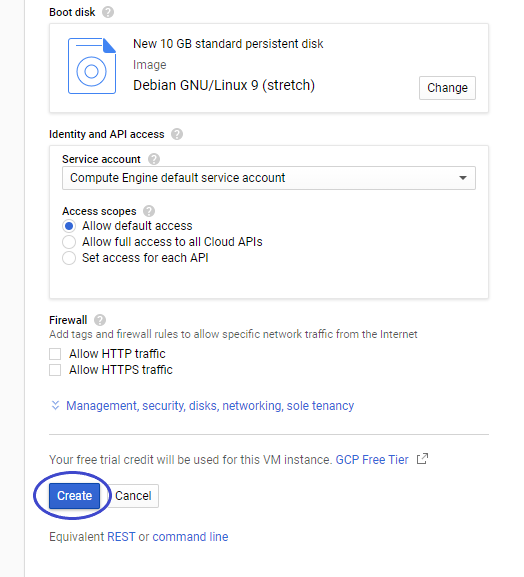 Boot disk ?
New 10 GB standard persistent disk
Image
Debian GNU/Linux 9 (stretch)
Change
Identity and API access ?
Service account ?
Compute Engine default service account
Access scopes ?
Allow default access
Allow full access to all Cloud APIs
Set access for each API
Firewall ?
Add tags and firewall rules to allow specific network traffic from the Internet
Allow HTTP traffic
Allow HTTPS traffic
Management, security, disks, networking, sole tenancy
Your free trial credit will be used for this VM instance. GCP Free Tier
Create Cancel
Equivalent REST or command line